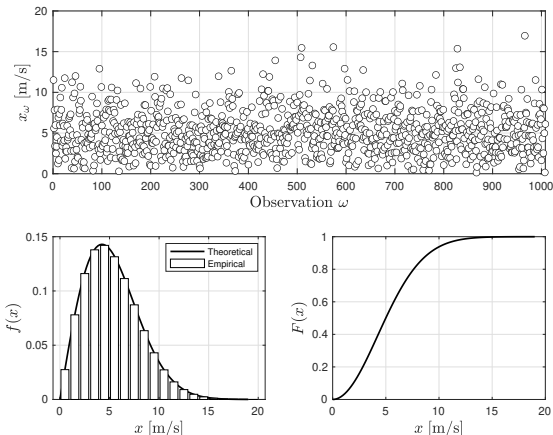 20
15
10
5
0
x_ω [m/s]
0 100 200 300 400 500 600 700 800 900 1000
Observation ω
0.15
0.1
0.05
0
f(x)
Theoretical
Empirical
0 5 10 15 20
x [m/s]
1
0.8
0.6
0.4
0.2
0
F(x)
0 5 10 15 20
x [m/s]